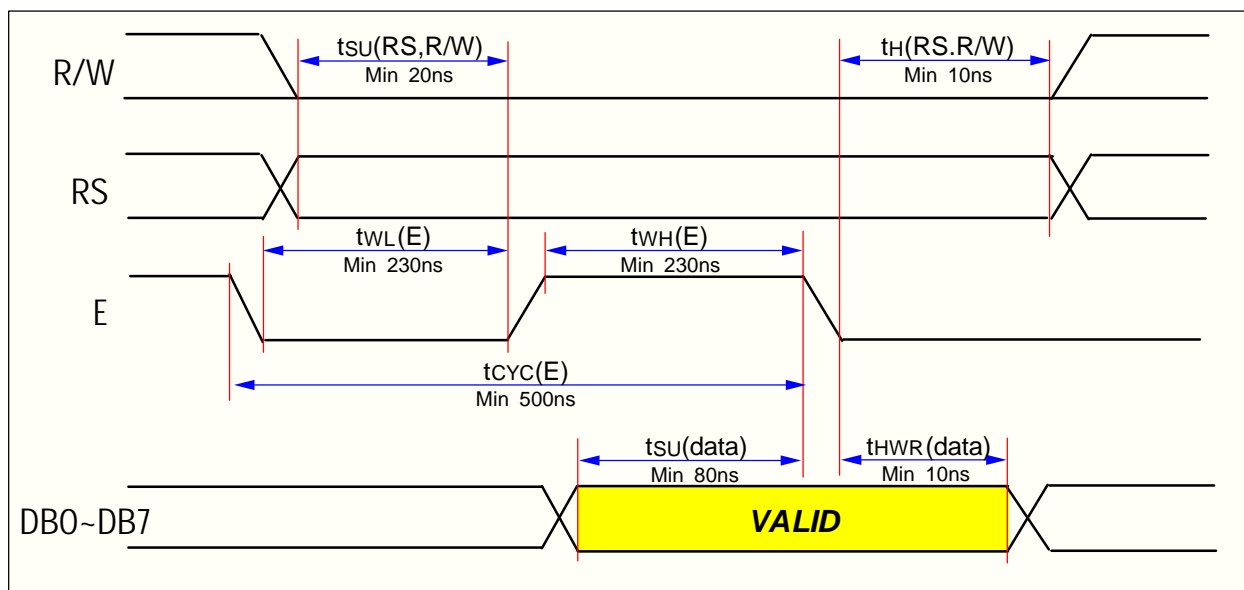 tSU(RS,R/W)
Min 20ns
tH(RS.R/W)
Min 10ns
R/W
RS
tWL(E)
Min 230ns
tWH(E)
Min 230ns
E
tCYC(E)
Min 500ns
tSU(data)
Min 80ns
tHWR(data)
Min 10ns
DB0~DB7
VALID